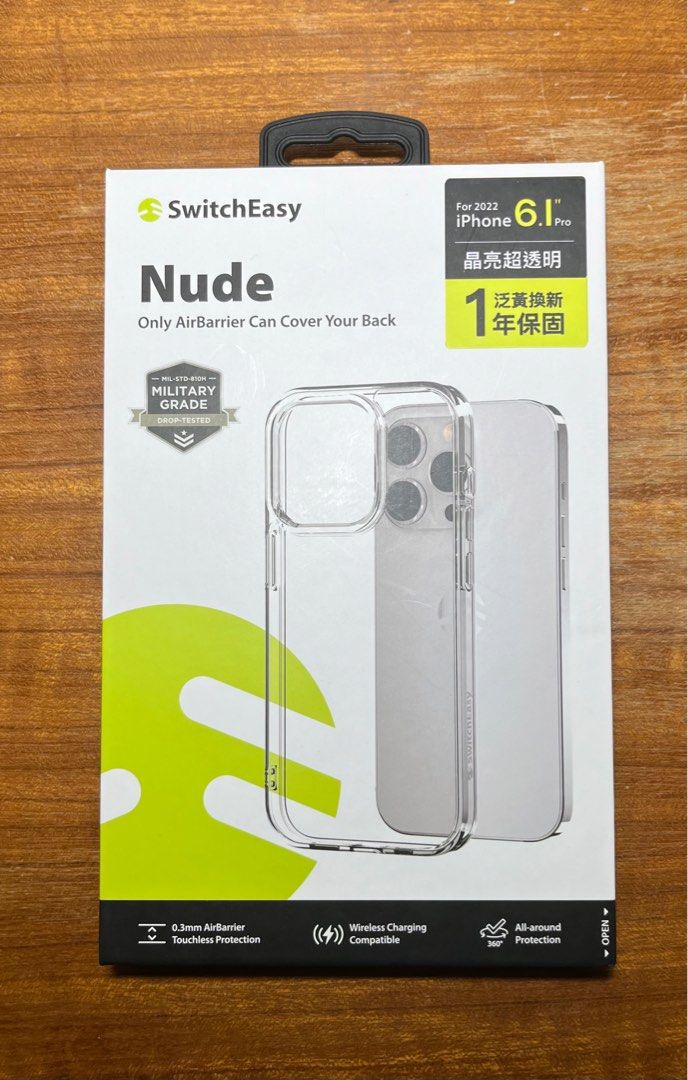 SwitchEasy
For 2022
iPhone 6.1" Pro
晶亮超透明
1 泛黃換新
年保固
Nude
Only AirBarrier Can Cover Your Back
MIL-STD-810H
MILITARY
GRADE
DROP-TESTED
SwitchEasy
0.3mm AirBarrier
Touchless Protection
Wireless Charging
Compatible
360°
All-around
Protection
OPEN